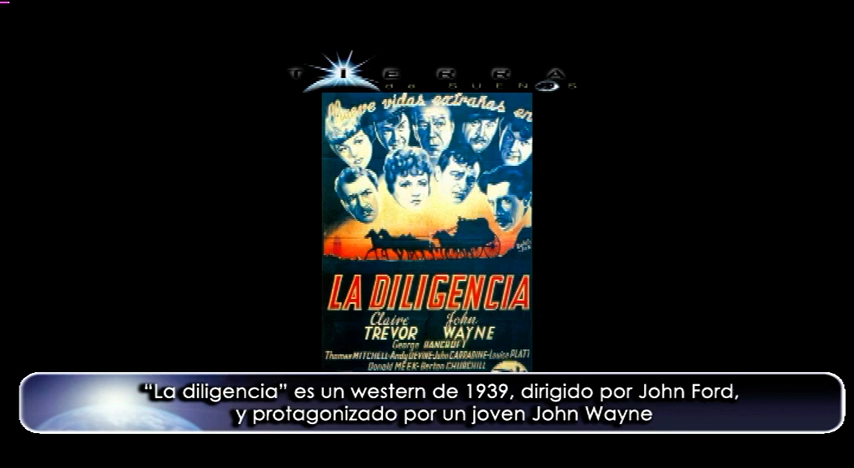 TIERRA
de SUEÑOS
Nueve vidas extrañas en
LA DILIGENCIA
Claire John
TREVOR WAYNE
George BANCROFT
Thomas MITCHELL-Andy DEVINE-John CARRADINE-Louise PLATT
Donald MEEK-Berton CHURCHILL
“La diligencia” es un western de 1939, dirigido por John Ford,
y protagonizado por un joven John Wayne